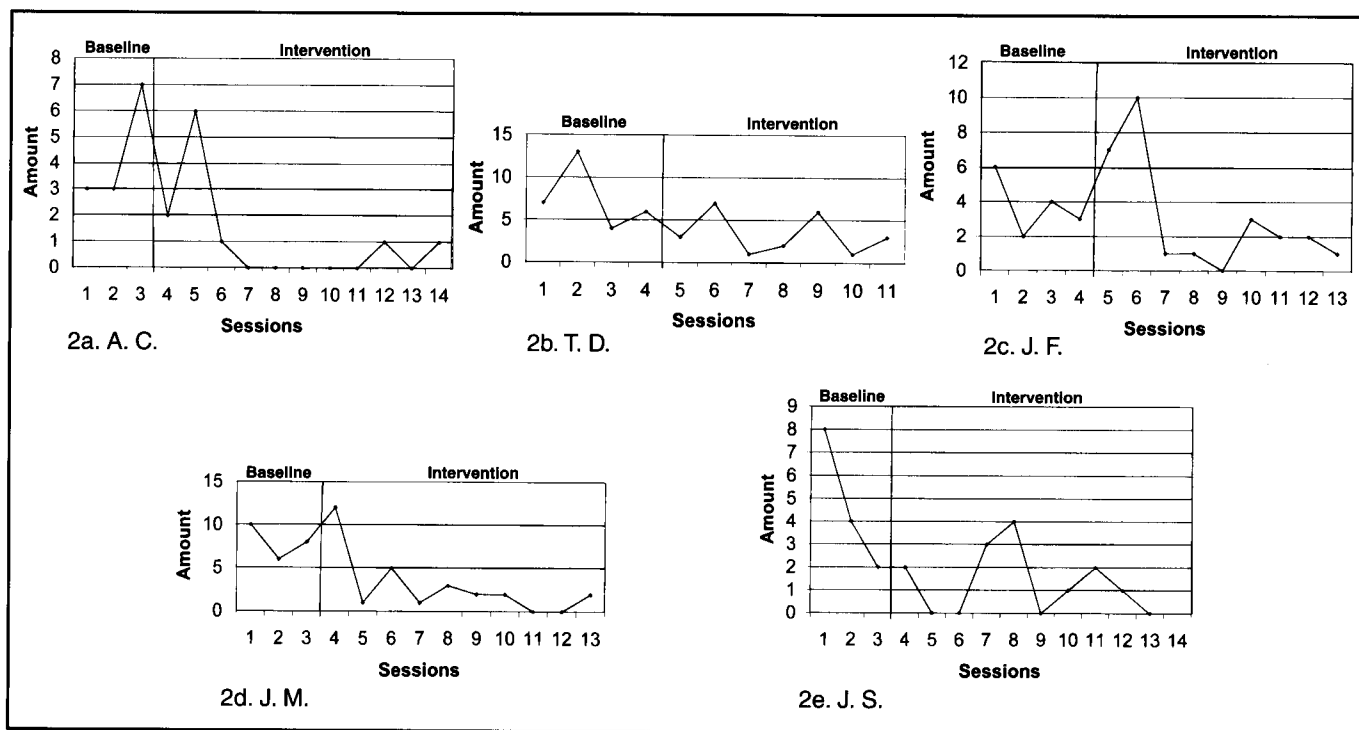 Baseline Intervention
8
7
6
5
4
3
2
1
0
Amount
1 2 3 4 5 6 7 8 9 10 11 12 13 14
Sessions
2a. A. C.
Baseline Intervention
15
10
5
0
Amount
1 2 3 4 5 6 7 8 9 10 11
Sessions
2b. T. D.
Baseline Intervention
12
10
8
6
4
2
0
Amount
1 2 3 4 5 6 7 8 9 10 11 12 13
Sessions
2c. J. F.
Baseline Intervention
15
10
5
0
Amount
1 2 3 4 5 6 7 8 9 10 11 12 13
Sessions
2d. J. M.
Baseline Intervention
9
8
7
6
5
4
3
2
1
0
Amount
1 2 3 4 5 6 7 8 9 10 11 12 13 14
Sessions
2e. J. S.